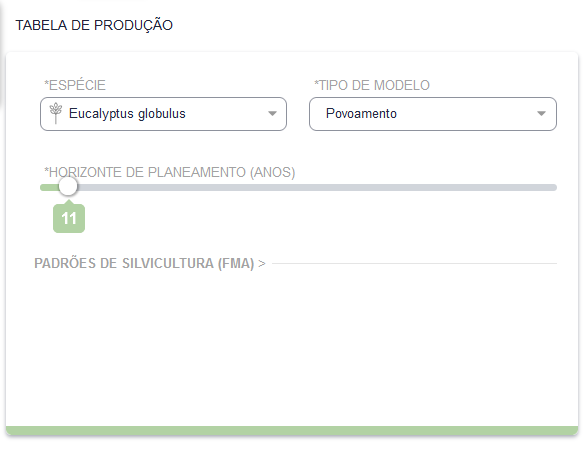 TABELA DE PRODUÇÃO
*ESPÉCIE
*TIPO DE MODELO
Eucalyptus globulus
Povoamento
*HORIZONTE DE PLANEAMENTO (ANOS)
11
PADRÕES DE SILVICULTURA (FMA) >